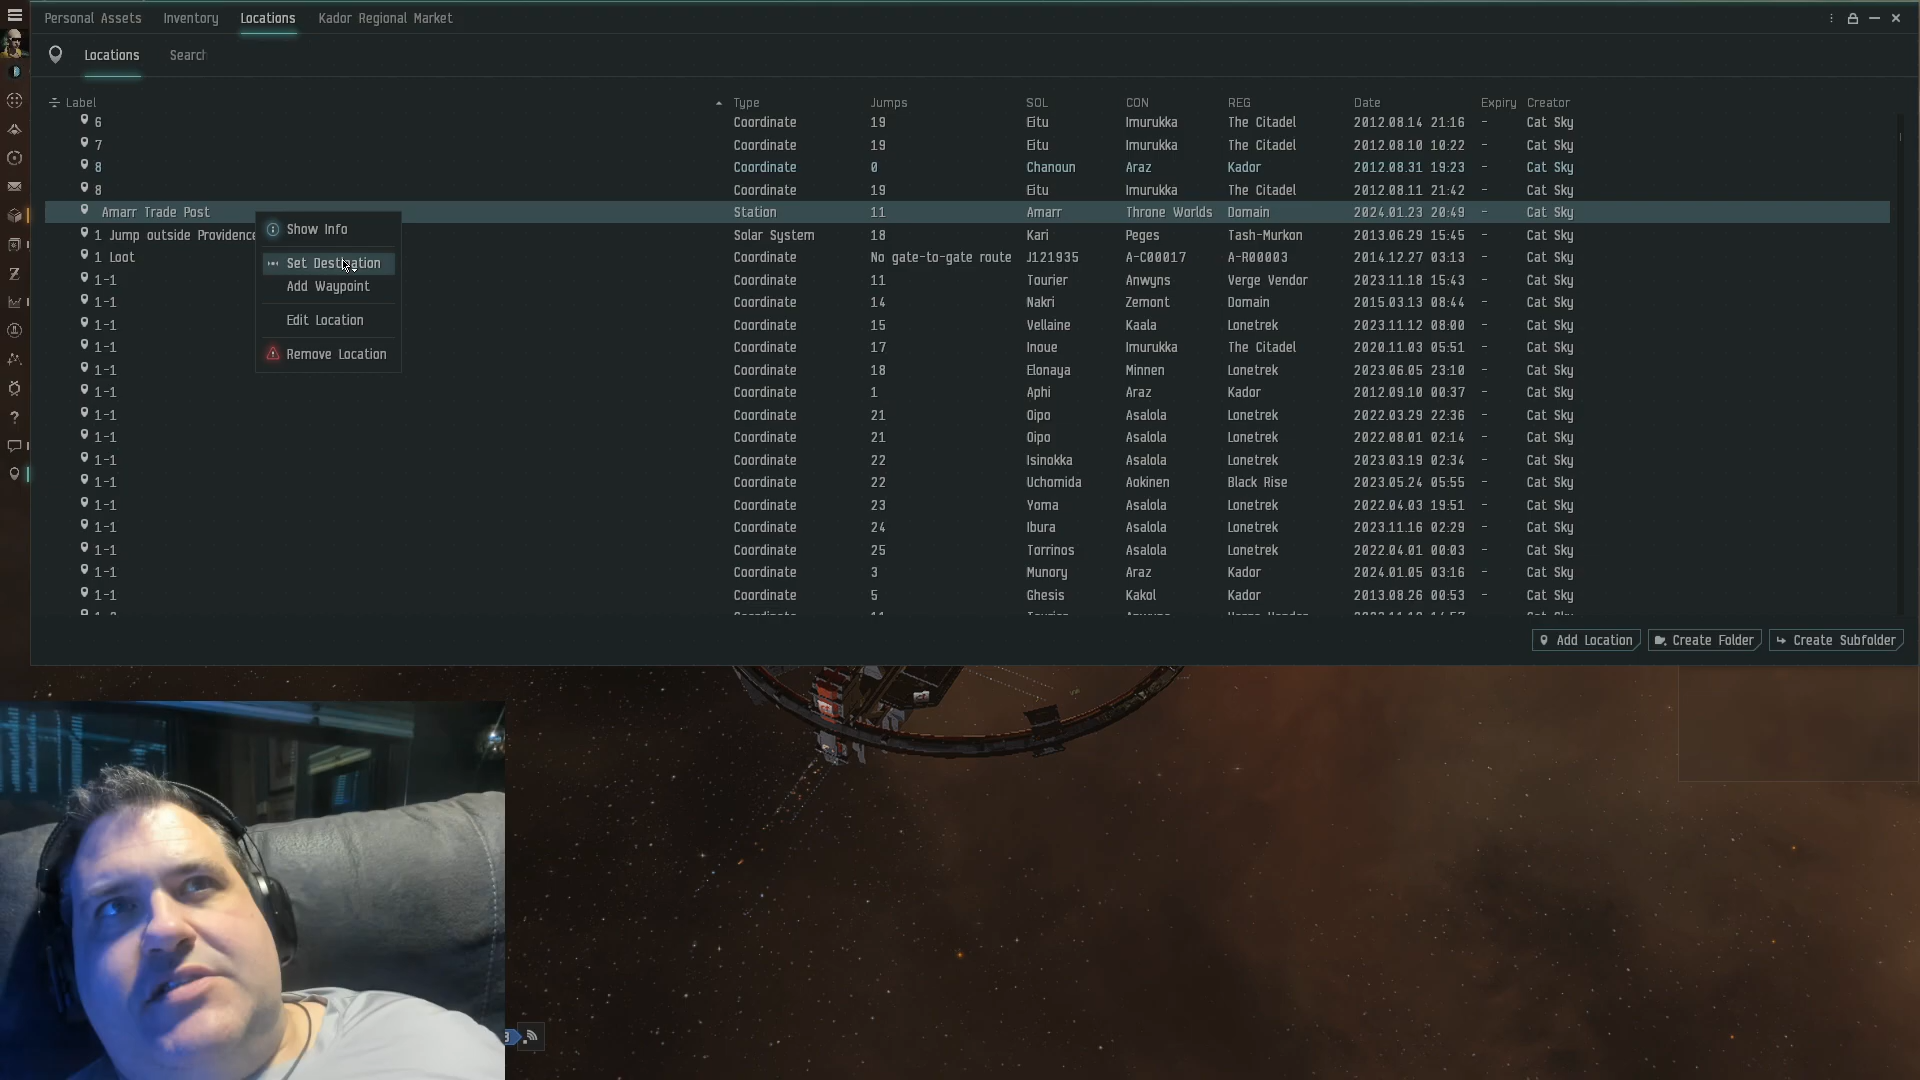 Personal Assets Inventory Locations Kador Regional Market
Locations Search
Label Type Jumps SOL CON REG Date Expiry Creator
6 Coordinate 19 Eitu Imurukka The Citadel 2012.08.14 21:16 - Cat Sky
7 Coordinate 19 Eitu Imurukka The Citadel 2012.08.10 10:22 - Cat Sky
8 Coordinate 0 Chanoun Araz Kador 2012.08.31 19:23 - Cat Sky
8 Coordinate 19 Eitu Imurukka The Citadel 2012.08.11 21:42 - Cat Sky
Amarr Trade Post Station 11 Amarr Throne Worlds Domain 2024.01.23 20:49 - Cat Sky
1 Jump outside Providence Solar System 18 Kari Peges Tash-Murkon 2013.06.29 15:45 - Cat Sky
1 Loot Coordinate No gate-to-gate route J121935 A-C00017 A-R00003 2014.12.27 03:13 - Cat Sky
1-1 Coordinate 11 Tourier Anwyns Verge Vendor 2023.11.18 15:43 - Cat Sky
1-1 Coordinate 14 Nakri Zemont Domain 2015.03.13 08:44 - Cat Sky
1-1 Coordinate 15 Vellaine Kaala Lonetrek 2023.11.12 08:00 - Cat Sky
1-1 Coordinate 17 Inoue Imurukka The Citadel 2020.11.03 05:51 - Cat Sky
1-1 Coordinate 18 Elonaya Minnen Lonetrek 2023.06.05 23:10 - Cat Sky
1-1 Coordinate 1 Aphi Araz Kador 2012.09.10 00:37 - Cat Sky
1-1 Coordinate 21 Oipo Asalola Lonetrek 2022.03.29 22:36 - Cat Sky
1-1 Coordinate 21 Oipo Asalola Lonetrek 2022.08.01 02:14 - Cat Sky
1-1 Coordinate 22 Isinokka Asalola Lonetrek 2023.03.19 02:34 - Cat Sky
1-1 Coordinate 22 Uchomida Aokinen Black Rise 2023.05.24 05:55 - Cat Sky
1-1 Coordinate 23 Yoma Asalola Lonetrek 2022.04.03 19:51 - Cat Sky
1-1 Coordinate 24 Ibura Asalola Lonetrek 2023.11.16 02:29 - Cat Sky
1-1 Coordinate 25 Torrinos Asalola Lonetrek 2022.04.01 00:03 - Cat Sky
1-1 Coordinate 3 Munory Araz Kador 2024.01.05 03:16 - Cat Sky
1-1 Coordinate 5 Ghesis Kakol Kador 2013.08.26 00:53 - Cat Sky
Show Info
Set Destination
Add Waypoint
Edit Location
Remove Location
Add Location Create Folder Create Subfolder